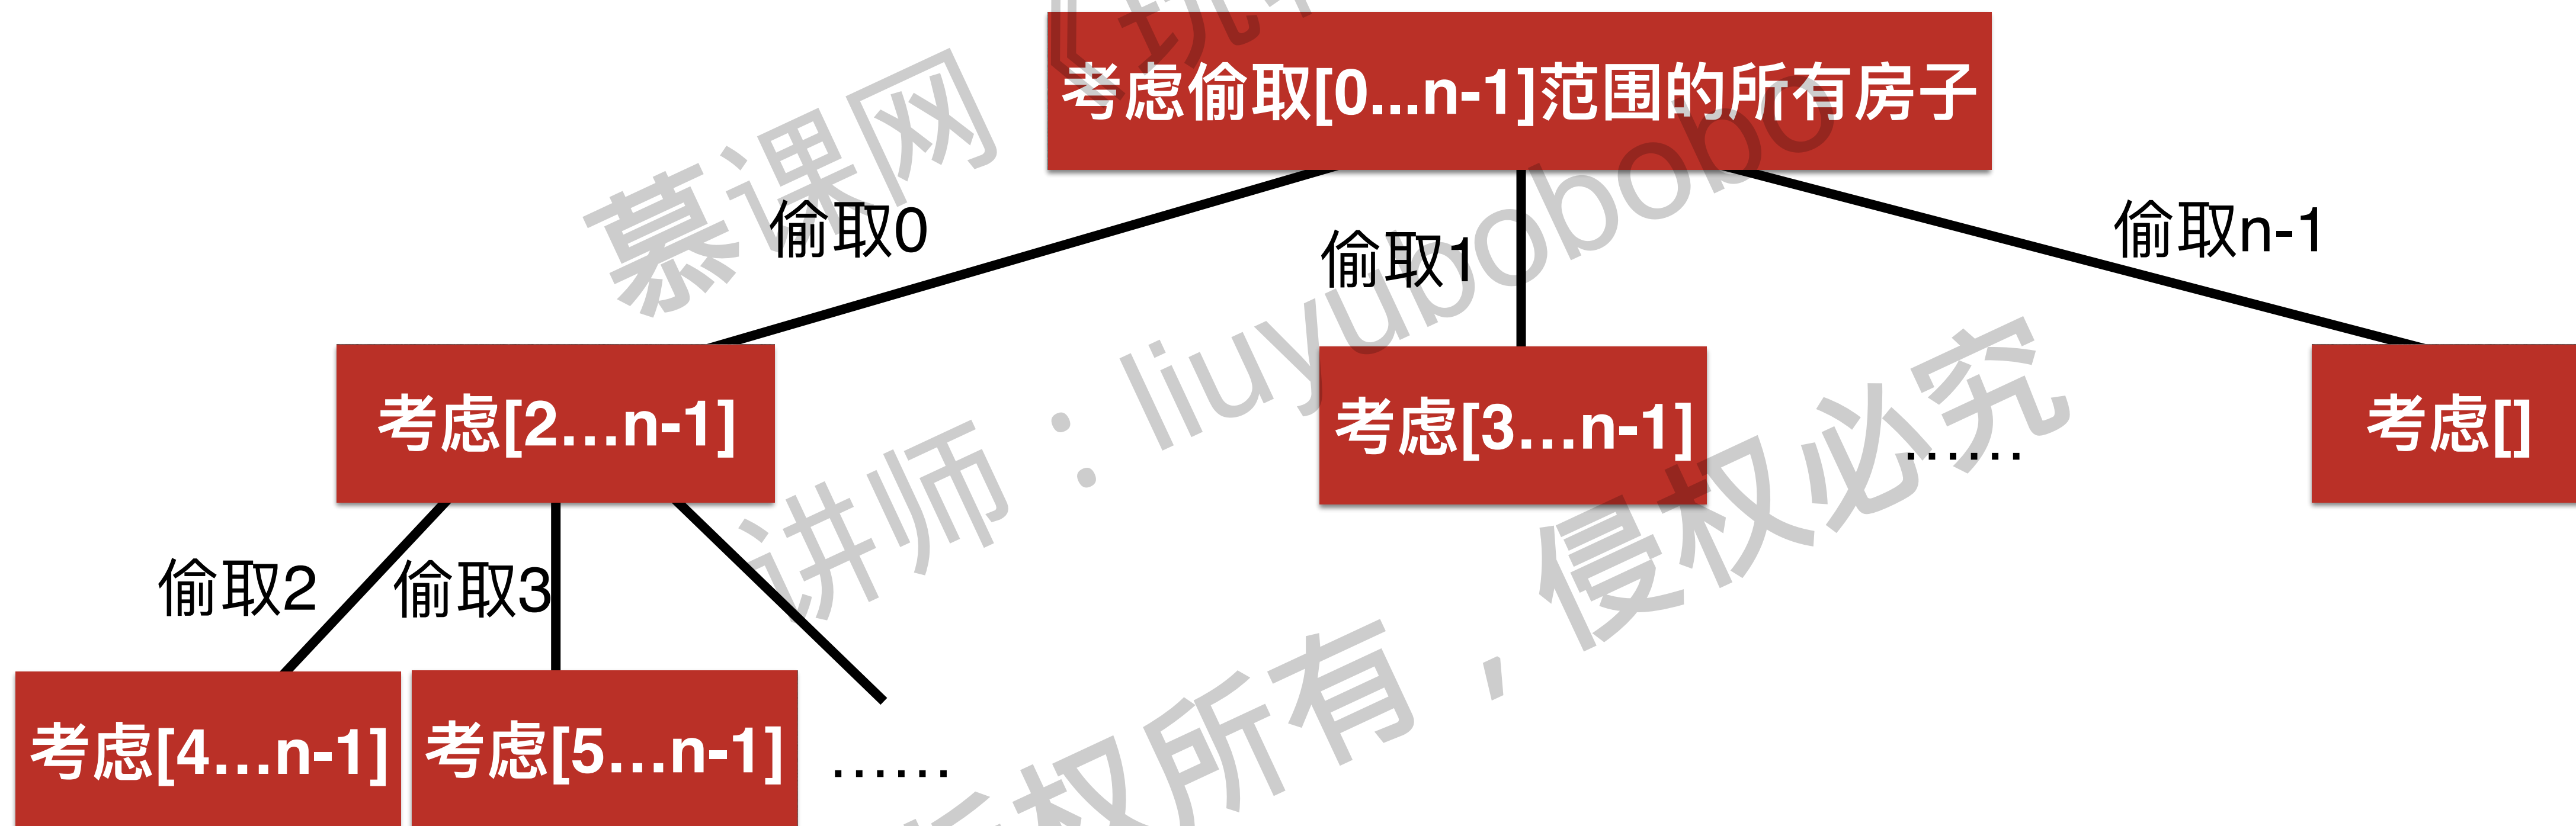 考虑偷取[0...n-1]范围的所有房子
偷取0
偷取1
偷取n-1
考虑[2...n-1]
考虑[3...n-1]
......
考虑[]
偷取2
偷取3
考虑[4...n-1]
考虑[5...n-1]
......
慕课网《玩
讲师：liuyubobobo
权所有，侵权必究